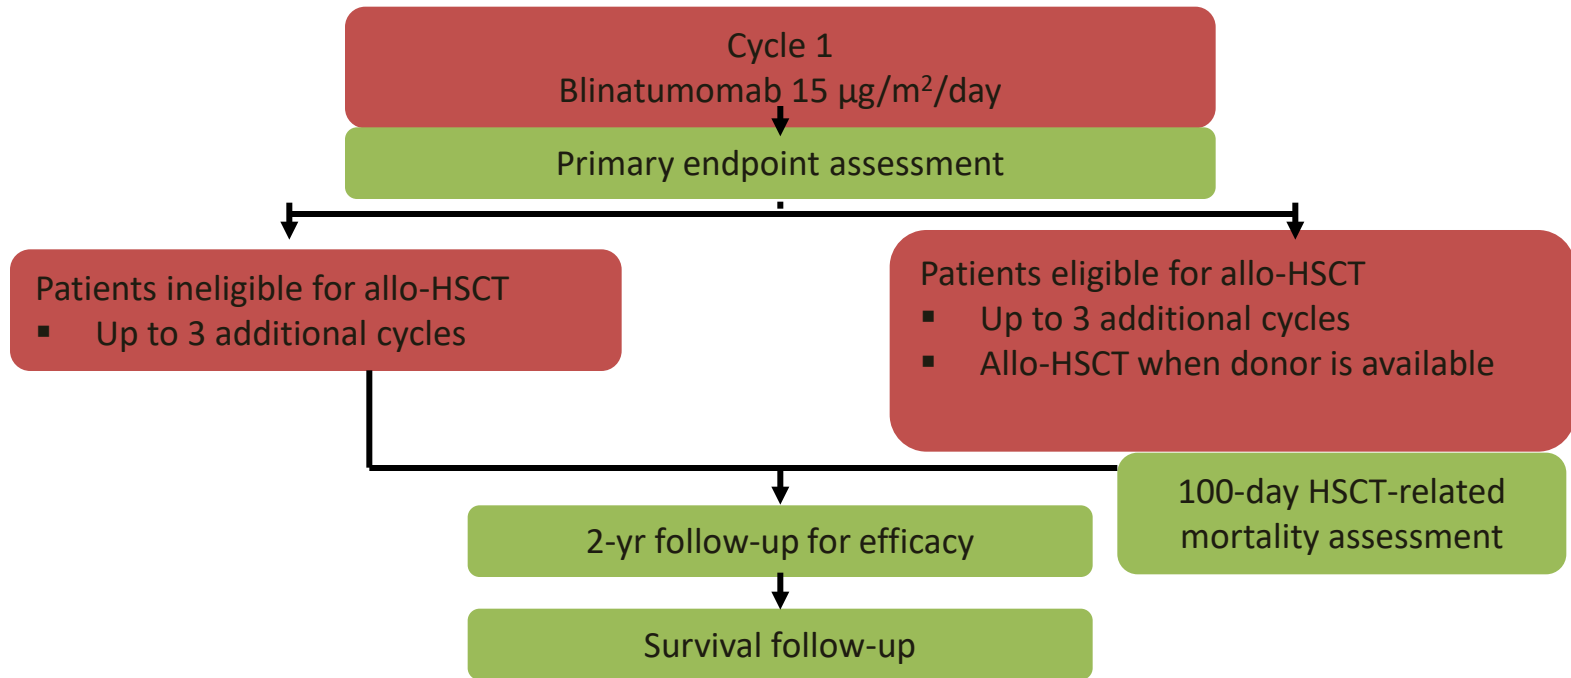 Cycle 1
Blinatumomab 15 µg/m²/day
Primary endpoint assessment
Patients ineligible for allo-HSCT
▪ Up to 3 additional cycles
Patients eligible for allo-HSCT
▪ Up to 3 additional cycles
▪ Allo-HSCT when donor is available
100-day HSCT-related
mortality assessment
2-yr follow-up for efficacy
Survival follow-up